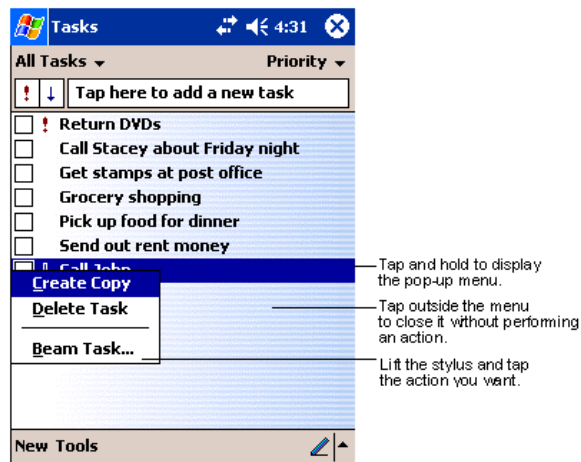 Tasks 4:31
All Tasks Priority
! ↓ Tap here to add a new task
! Return DVDs
Call Stacey about Friday night
Get stamps at post office
Grocery shopping
Pick up food for dinner
Send out rent money
↓ Call John
Create Copy
Delete Task
Beam Task...
New Tools
Tap and hold to display
the pop-up menu.
Tap outside the menu
to close it without performing
an action.
Lift the stylus and tap
the action you want.